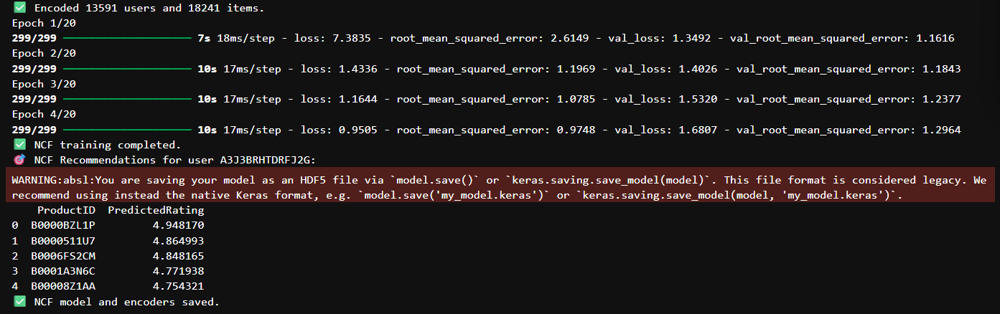 ✅ Encoded 13591 users and 18241 items.
Epoch 1/20
299/299 ━━━━━━━━━━━━━━━━━━━━ 7s 18ms/step - loss: 7.3835 - root_mean_squared_error: 2.6149 - val_loss: 1.3492 - val_root_mean_squared_error: 1.1616
Epoch 2/20
299/299 ━━━━━━━━━━━━━━━━━━━━ 10s 17ms/step - loss: 1.4336 - root_mean_squared_error: 1.1969 - val_loss: 1.4026 - val_root_mean_squared_error: 1.1843
Epoch 3/20
299/299 ━━━━━━━━━━━━━━━━━━━━ 10s 17ms/step - loss: 1.1644 - root_mean_squared_error: 1.0785 - val_loss: 1.5320 - val_root_mean_squared_error: 1.2377
Epoch 4/20
299/299 ━━━━━━━━━━━━━━━━━━━━ 10s 17ms/step - loss: 0.9505 - root_mean_squared_error: 0.9748 - val_loss: 1.6807 - val_root_mean_squared_error: 1.2964
✅ NCF training completed.
🎯 NCF Recommendations for user A3J3BRHTDRFJ2G:
WARNING:absl:You are saving your model as an HDF5 file via `model.save()` or `keras.saving.save_model(model)`. This file format is considered legacy. We
recommend using instead the native Keras format, e.g. `model.save('my_model.keras')` or `keras.saving.save_model(model, 'my_model.keras')`.
    ProductID  PredictedRating
0  B0000BZL1P         4.948170
1  B0000511U7         4.864993
2  B0006FS2CM         4.848165
3  B0001A3N6C         4.771938
4  B00008Z1AA         4.754321
✅ NCF model and encoders saved.